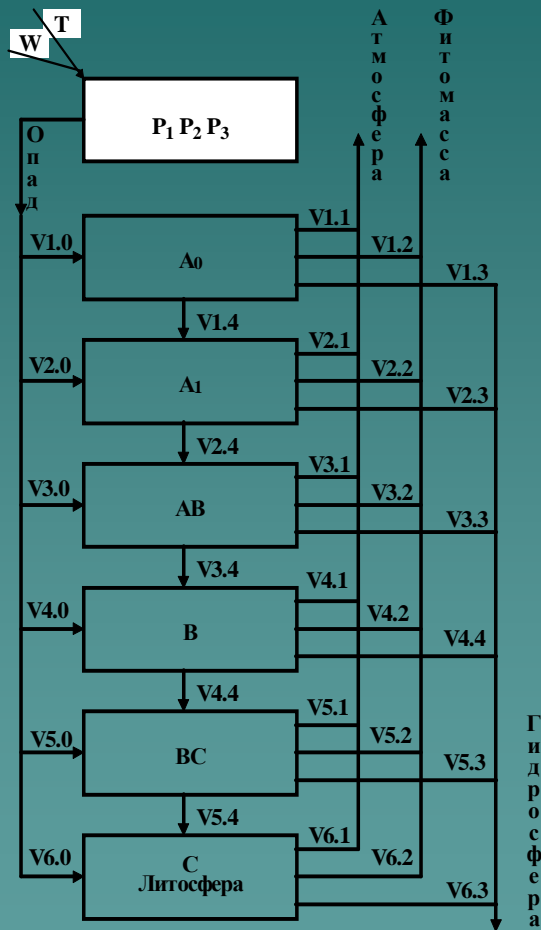 T
W
P₁ P₂ P₃
Опад
Атмосфера
Фитомасса
V1.0
A₀
V1.1
V1.2
V1.3
V1.4
V2.0
A₁
V2.1
V2.2
V2.3
V2.4
V3.0
AB
V3.1
V3.2
V3.3
V3.4
V4.0
B
V4.1
V4.2
V4.4
V4.4
V5.0
BC
V5.1
V5.2
V5.3
V5.4
V6.0
C
Литосфера
V6.1
V6.2
V6.3
Гидросфера